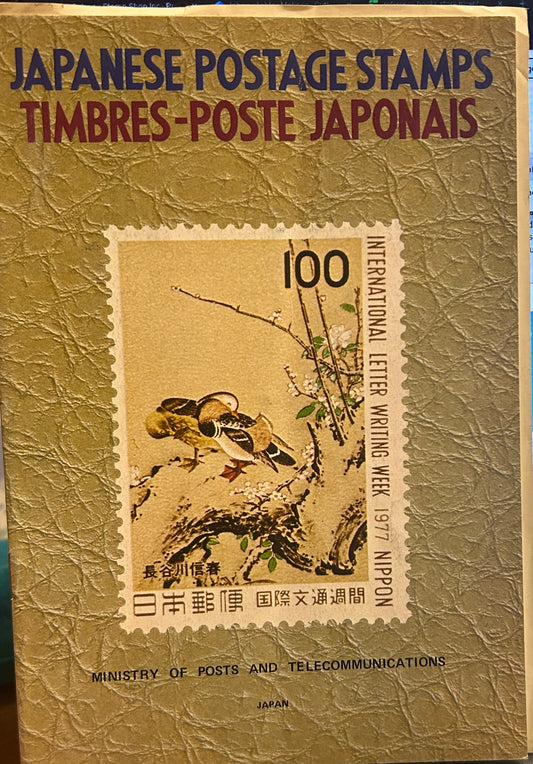 JAPANESE POSTAGE STAMPS
TIMBRES-POSTE JAPONAIS
100
INTERNATIONAL LETTER WRITING WEEK 1977 NIPPON
長谷川信春
日本郵便 国際文通週間
MINISTRY OF POSTS AND TELECOMMUNICATIONS
JAPAN